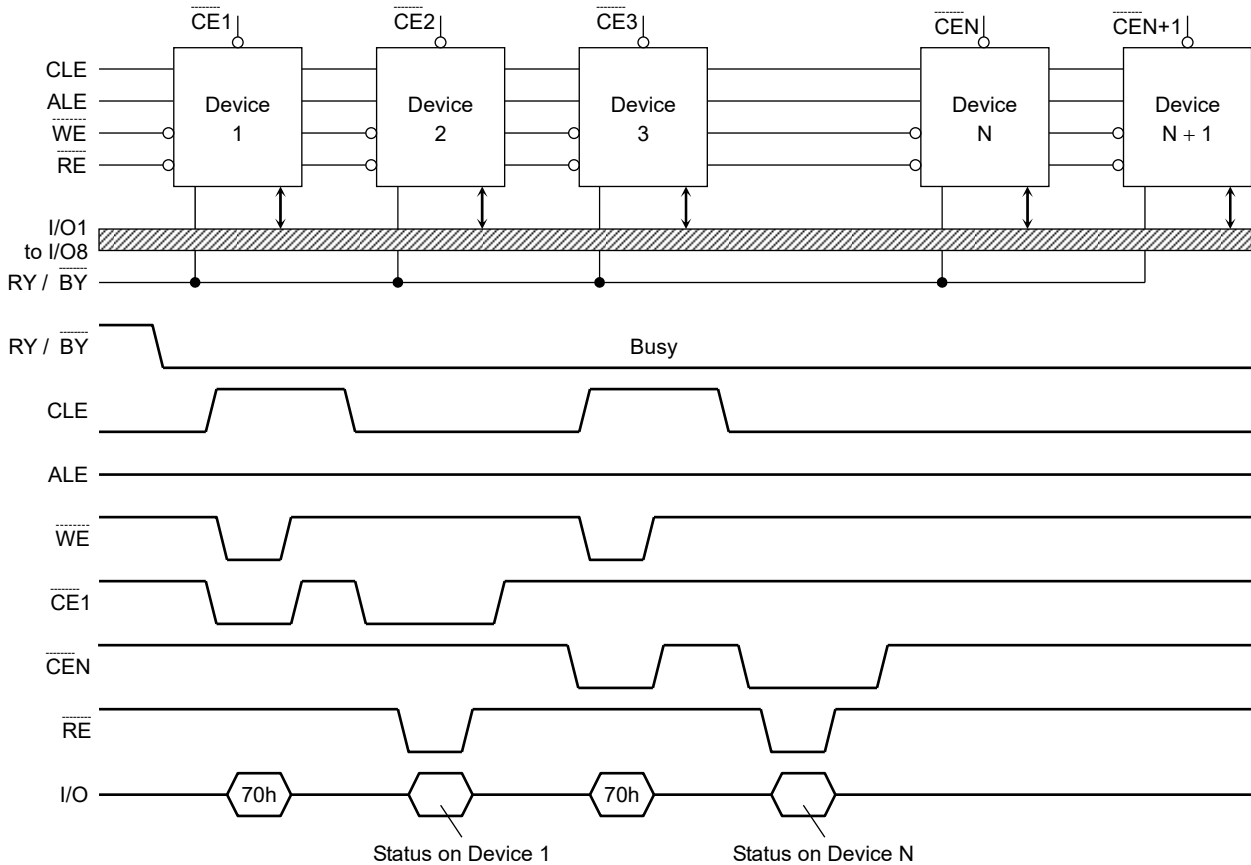 CE1 CE2 CE3 CEN CEN+1
CLE
ALE
WE
RE
Device 1
Device 2
Device 3
Device N
Device N + 1
I/O1
to I/O8
RY / BY
RY / BY
Busy
CLE
ALE
WE
CE1
CEN
RE
I/O
70h
70h
Status on Device 1
Status on Device N